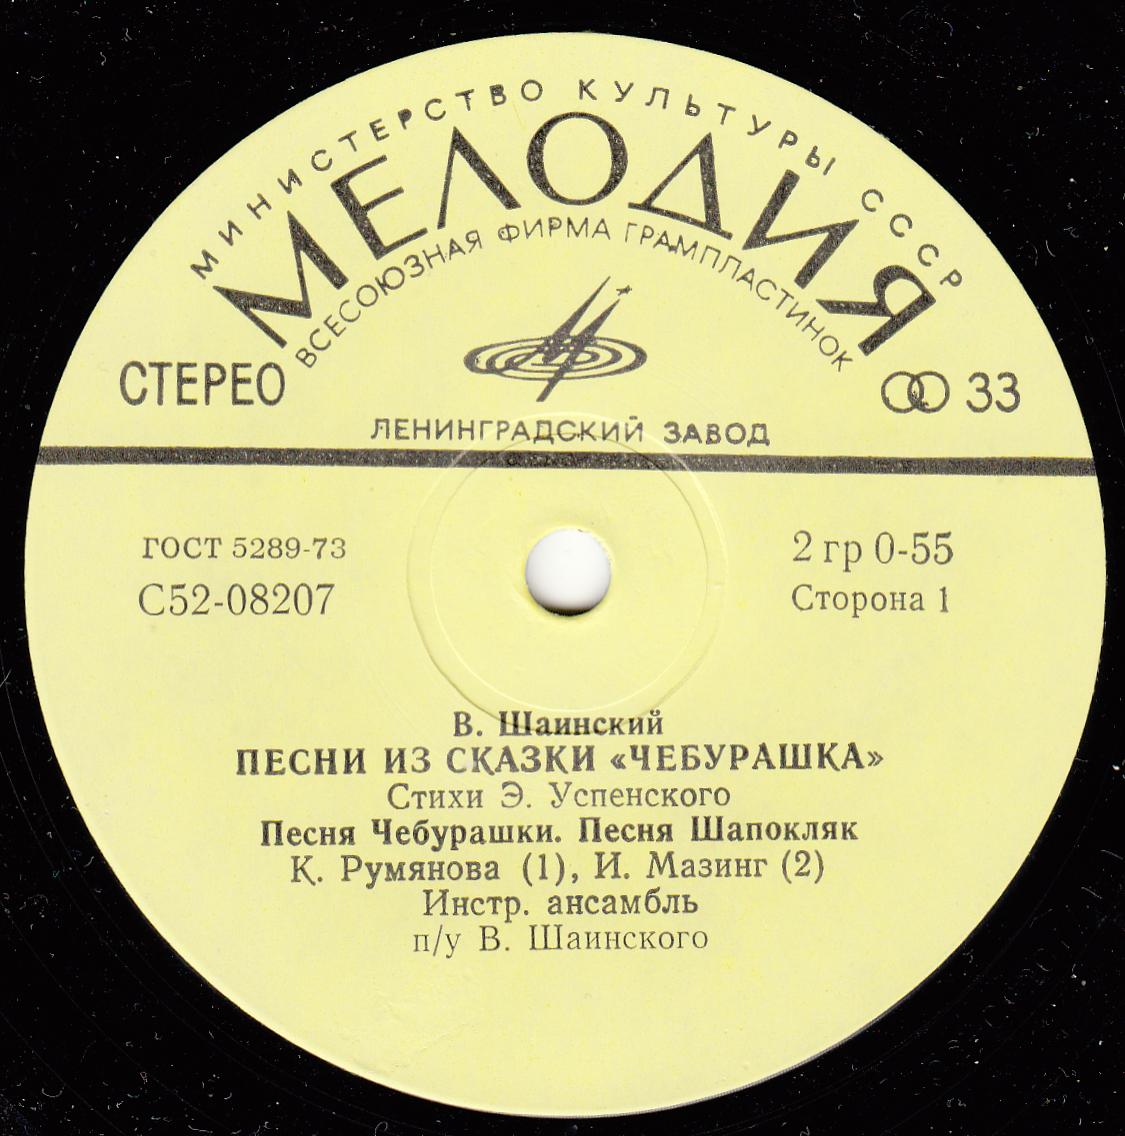 МИНИСТЕРСТВО КУЛЬТУРЫ СССР
МЕЛОДИЯ
ВСЕСОЮЗНАЯ ФИРМА ГРАМПЛАСТИНОК
СТЕРЕО
33
ЛЕНИНГРАДСКИЙ ЗАВОД
ГОСТ 5289-73
2 гр 0-55
С52-08207
Сторона 1
В. Шаинский
ПЕСНИ ИЗ СКАЗКИ «ЧЕБУРАШКА»
Стихи Э. Успенского
Песня Чебурашки. Песня Шапокляк
К. Румянова (1), И. Мазинг (2)
Инстр. ансамбль
п/у В. Шаинского